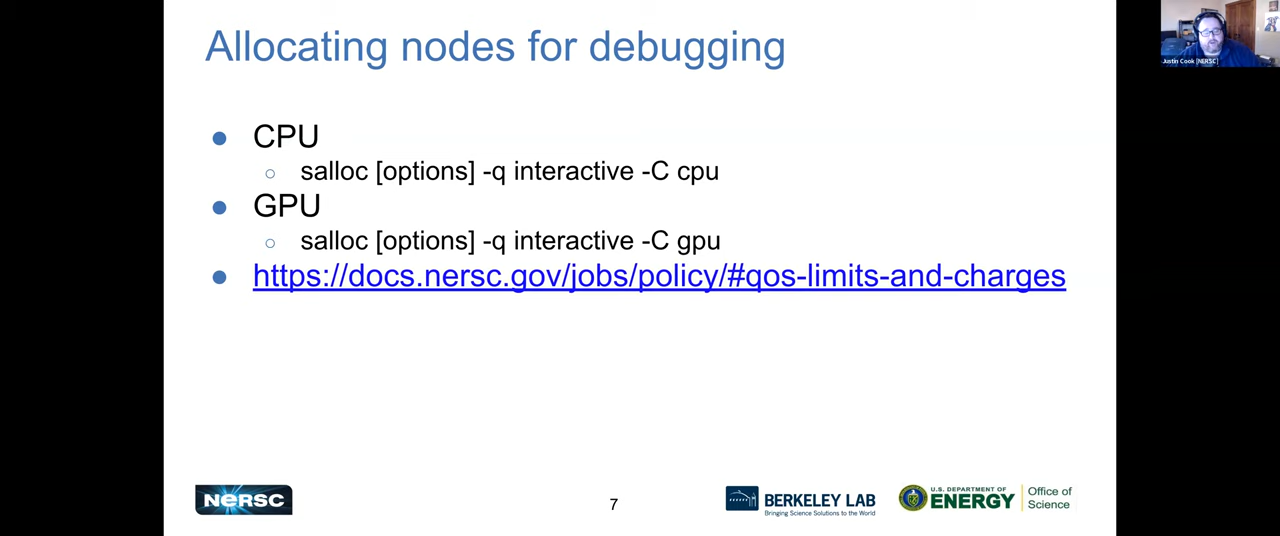 Allocating nodes for debugging
Justin Cook [NERSC]
● CPU
○ salloc [options] -q interactive -C cpu
● GPU
○ salloc [options] -q interactive -C gpu
● https://docs.nersc.gov/jobs/policy/#qos-limits-and-charges
NERSC
7
BERKELEY LAB
Bringing Science Solutions to the World
U.S. DEPARTMENT OF
ENERGY
Office of
Science